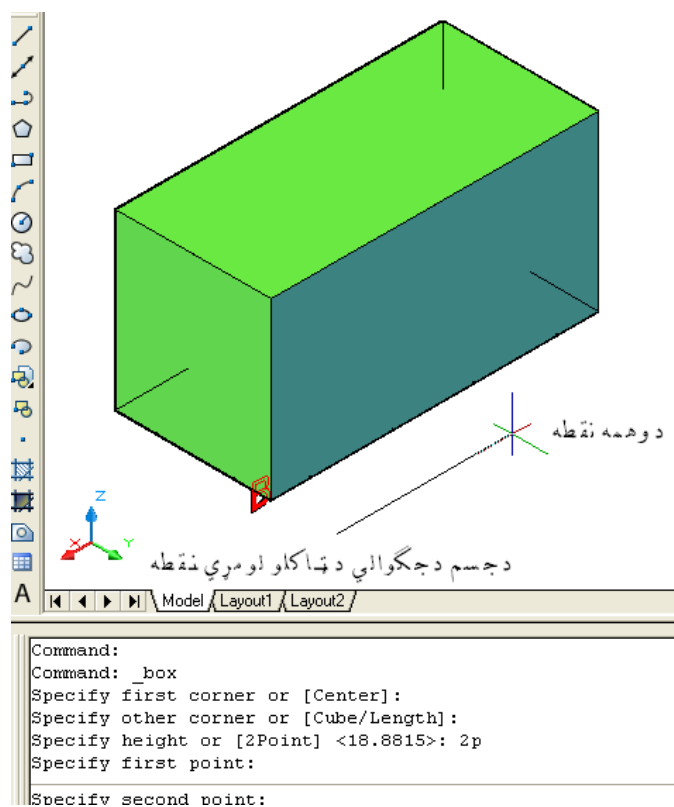 دوهمه نقطه
Z
X
Y
دجسم دجگوالي دټاکلو لومړي نقطه
A
Model Layout1 Layout2
Command:
Command: _box
Specify first corner or [Center]:
Specify other corner or [Cube/Length]:
Specify height or [2Point] <18.8815>: 2p
Specify first point:
Specify second point: